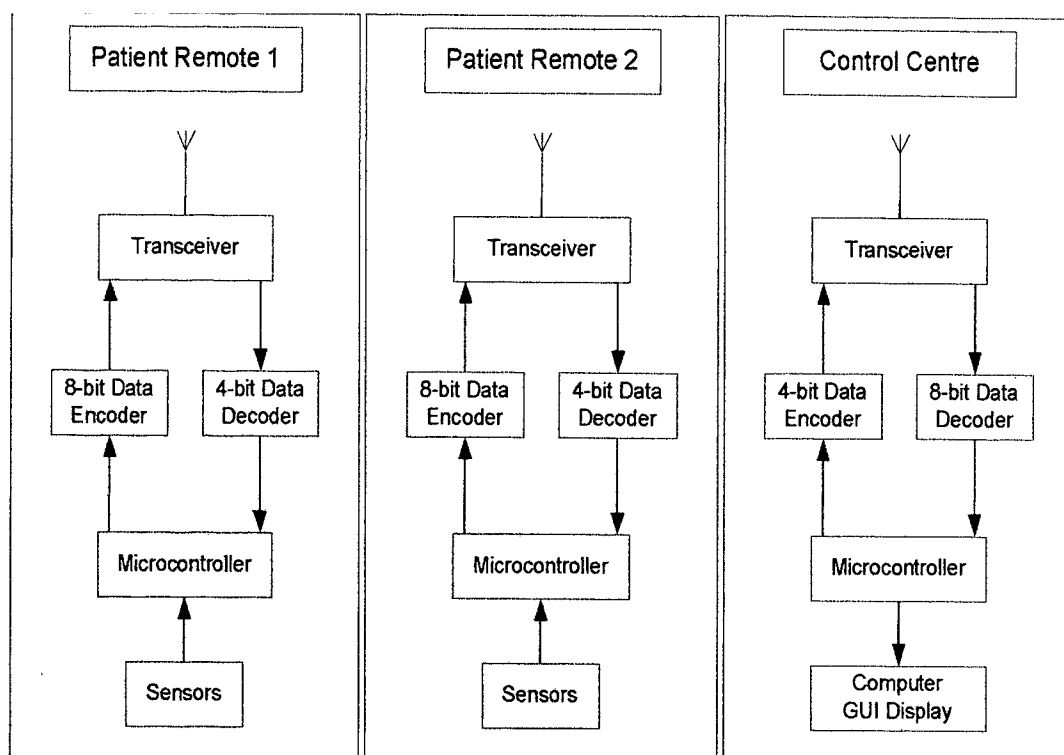 Patient Remote 1
Transceiver
8-bit Data
Encoder
4-bit Data
Decoder
Microcontroller
Sensors
Patient Remote 2
Transceiver
8-bit Data
Encoder
4-bit Data
Decoder
Microcontroller
Sensors
Control Centre
Transceiver
4-bit Data
Encoder
8-bit Data
Decoder
Microcontroller
Computer
GUI Display